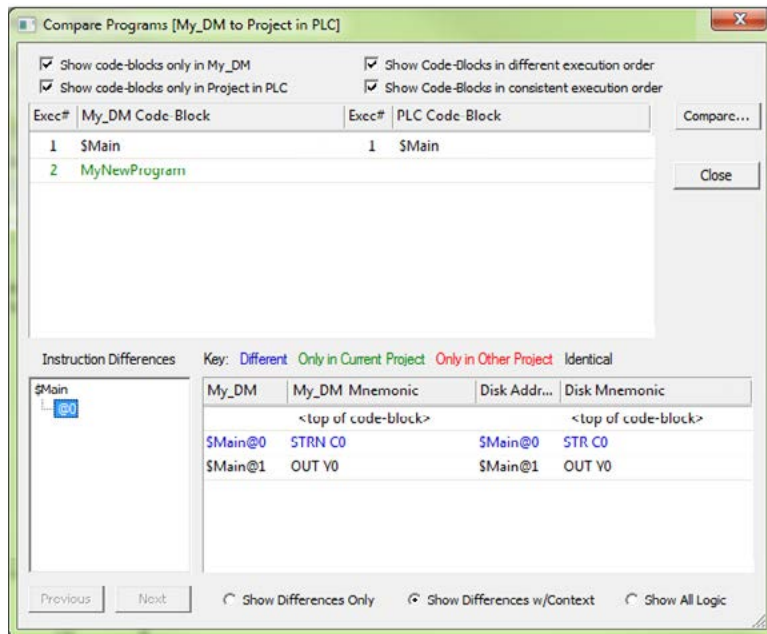 Compare Programs [My_DM to Project in PLC]
Show code-blocks only in My_DM Show Code-Blocks in different execution order
Show code-blocks only in Project in PLC Show Code-Blocks in consistent execution order
Exec# My_DM Code-Block Exec# PLC Code-Block Compare...
1 $Main 1 $Main
2 MyNewProgram
Close
Instruction Differences Key: Different Only in Current Project Only in Other Project Identical
$Main My_DM My_DM Mnemonic Disk Addr... Disk Mnemonic
@0 <top of code-block> <top of code-block>
$Main@0 STRN C0 $Main@0 STR C0
$Main@1 OUT Y0 $Main@1 OUT Y0
Previous Next Show Differences Only Show Differences w/Context Show All Logic